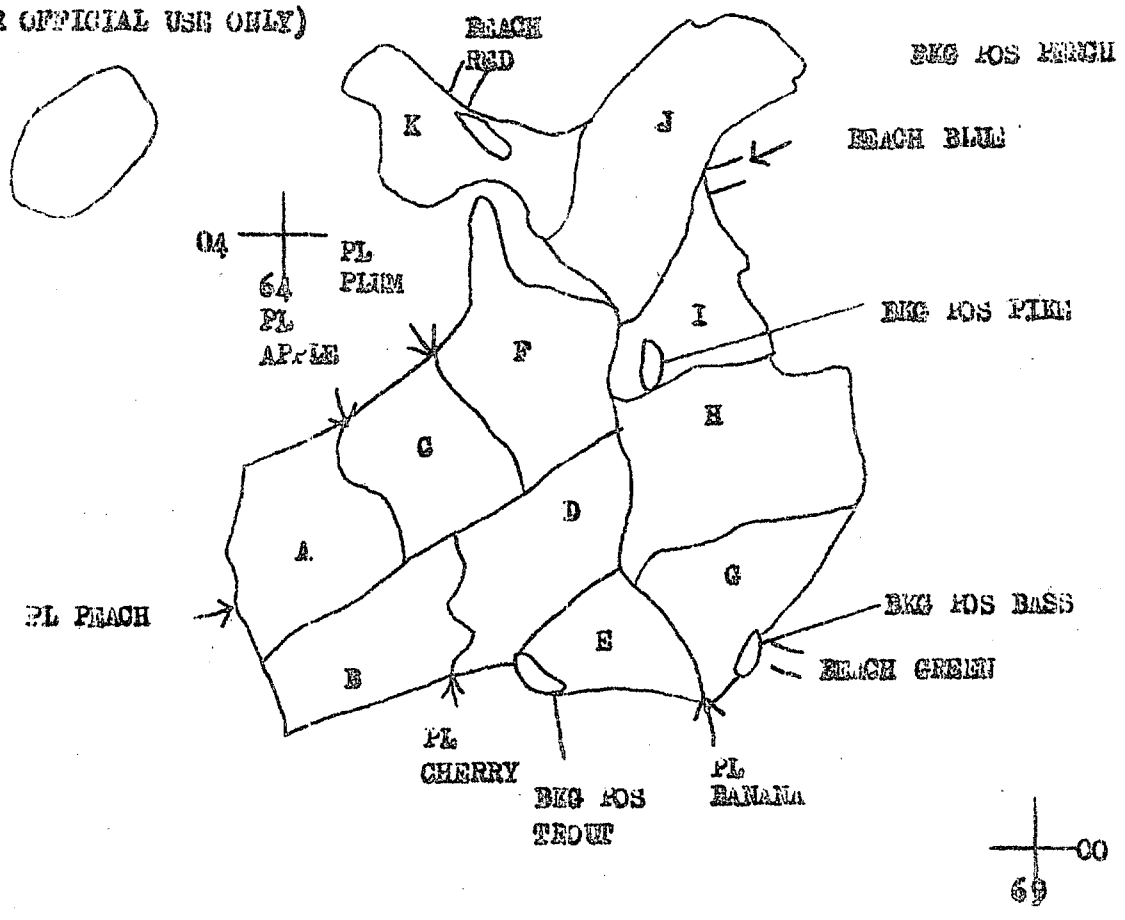 R OFFICIAL USE ONLY)
BEACH
RED
BKG POS PERCH
K
J
BEACH BLUE
04
64
PL
PLUM
PL
APPLE
I
BKG POS PIKE
F
H
C
D
A
G
PL PEACH
BKG POS BASS
E
BEACH GREEN
B
PL
CHERRY
BKG POS
TROUT
PL
BANANA
00
69